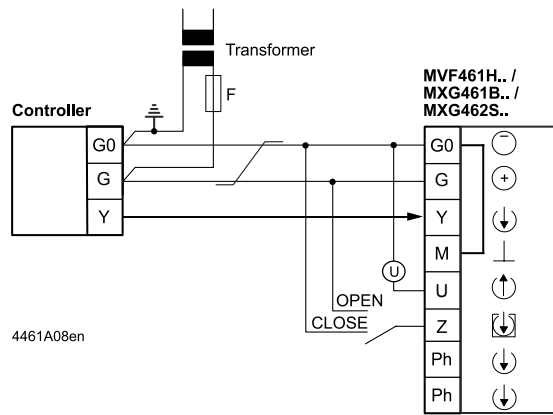 Transformer
F
MVF461H.. /
MXG461B.. /
MXG462S..
Controller
G0
G
Y
G0
G
Y
M
U
Z
Ph
Ph
U
OPEN
CLOSE
4461A08en